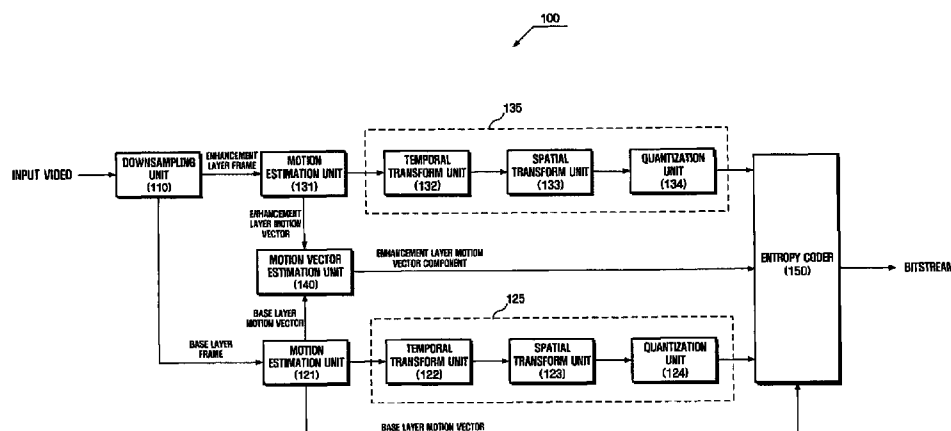 100
135
INPUT VIDEO
DOWNSAMPLING
UNIT
(110)
ENHANCEMENT
LAYER FRAME
MOTION
ESTIMATION UNIT
(131)
TEMPORAL
TRANSFORM UNIT
(132)
SPATIAL
TRANSFORM UNIT
(133)
QUANTIZATION
UNIT
(134)
ENHANCEMENT
LAYER MOTION
VECTOR
MOTION VECTOR
ESTIMATION UNIT
(140)
ENHANCEMENT LAYER MOTION
VECTOR COMPONENT
ENTROPY CODER
(150)
BITSTREAM
BASE LAYER
MOTION VECTOR
125
BASE LAYER
FRAME
MOTION
ESTIMATION UNIT
(121)
TEMPORAL
TRANSFORM UNIT
(122)
SPATIAL
TRANSFORM UNIT
(123)
QUANTIZATION
UNIT
(124)
BASE LAYER MOTION VECTOR